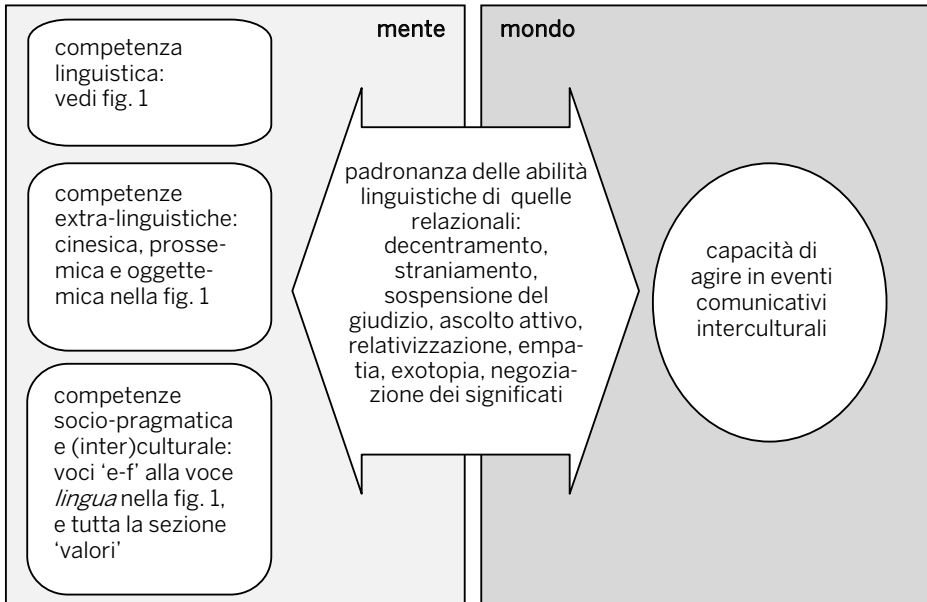 mente
mondo
competenza
linguistica:
vedi fig. 1
competenze
extra-linguistiche:
cinesica, prosse-
mica e oggette-
mica nella fig. 1
competenze
socio-pragmatica
e (inter)culturale:
voci ‘e-f’ alla voce
lingua nella fig. 1,
e tutta la sezione
‘valori’
padronanza delle abilità
linguistiche di quelle
relazionali:
decentramento,
straniamento,
sospensione del
giudizio, ascolto attivo,
relativizzazione, empa-
tia, exotopia, negozia-
zione dei significati
capacità di
agire in eventi
comunicativi
interculturali